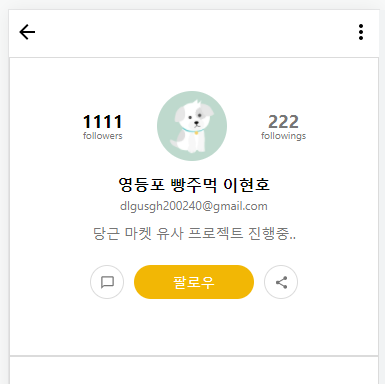 1111
followers
222
followings
영등포 빵주먹 이현호
dlgusgh200240@gmail.com
당근 마켓 유사 프로젝트 진행중..
팔로우